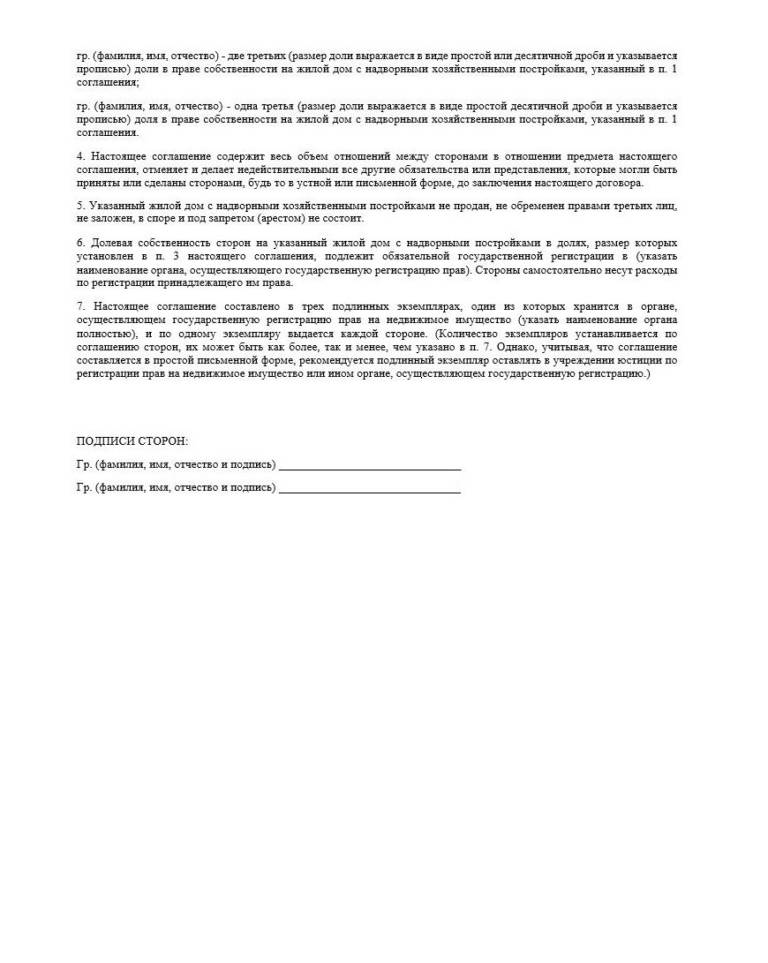 гр. (фамилия, имя, отчество) - две третьих (размер доли выражается в виде простой или десятичной дроби и указывается
прописью) доли в праве собственности на жилой дом с надворными хозяйственными постройками, указанный в п. 1
соглашения;
гр. (фамилия, имя, отчество) - одна третья (размер доли выражается в виде простой десятичной дроби и указывается
прописью) доля в праве собственности на жилой дом с надворными хозяйственными постройками, указанный в п. 1
соглашения.
4. Настоящее соглашение содержит весь объем отношений между сторонами в отношении предмета настоящего
соглашения, отменяет и делает недействительными все другие обязательства или представления, которые могли быть
приняты или сделаны сторонами, будь то в устной или письменной форме, до заключения настоящего договора.
5. Указанный жилой дом с надворными хозяйственными постройками не продан, не обременен правами третьих лиц,
не заложен, в споре и под запретом (арестом) не состоит.
6. Долевая собственность сторон на указанный жилой дом с надворными постройками в долях, размер которых
установлен в п. 3 настоящего соглашения, подлежит обязательной государственной регистрации в (указать
наименование органа, осуществляющего государственную регистрацию прав). Стороны самостоятельно несут расходы
по регистрации принадлежащего им права.
7. Настоящее соглашение составлено в трех подлинных экземплярах, один из которых хранится в органе,
осуществляющем государственную регистрацию прав на недвижимое имущество (указать наименование органа
полностью), и по одному экземпляру выдается каждой стороне. (Количество экземпляров устанавливается по
соглашению сторон, их может быть как более, так и менее, чем указано в п. 7. Однако, учитывая, что соглашение
составляется в простой письменной форме, рекомендуется подлинный экземпляр оставлять в учреждении юстиции по
регистрации прав на недвижимое имущество или ином органе, осуществляющем государственную регистрацию.)
ПОДПИСИ СТОРОН:
Гр. (фамилия, имя, отчество и подпись) _________________________________
Гр. (фамилия, имя, отчество и подпись) _________________________________